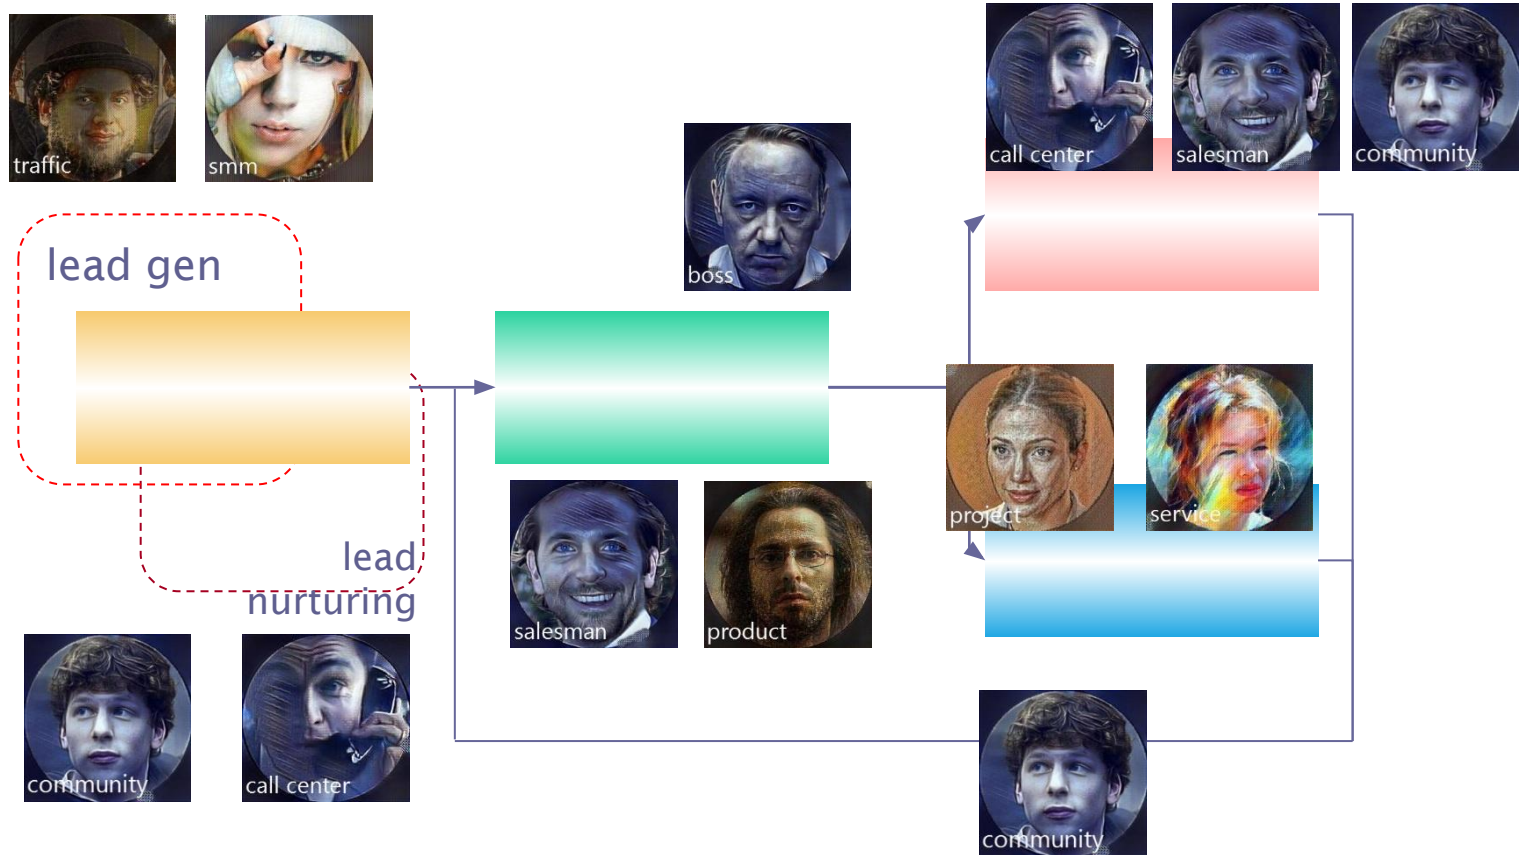 traffic
smm
call center
salesman
community
boss
lead gen
project
service
lead
nurturing
salesman
product
community
call center
community